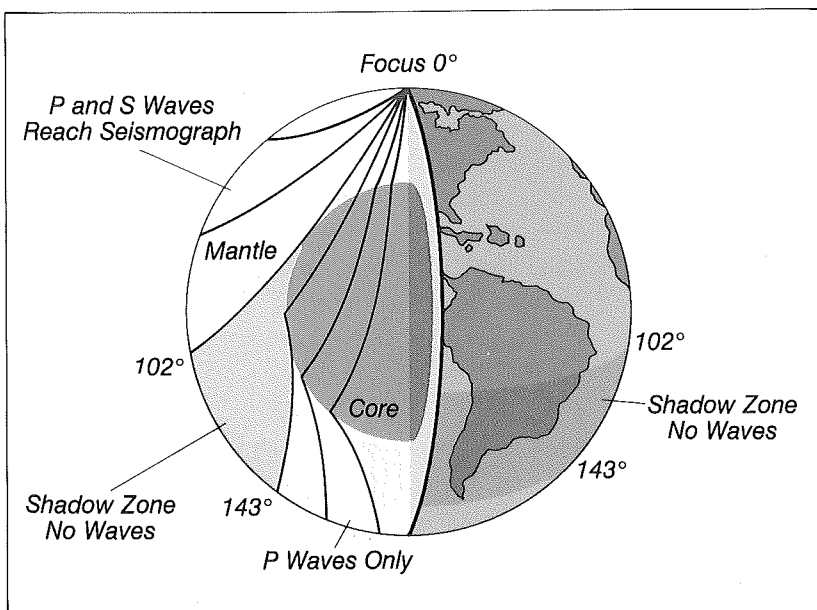 Focus 0°
P and S Waves
Reach Seismograph
Mantle
102°
102°
Core
Shadow Zone
No Waves
143°
143°
Shadow Zone
No Waves
P Waves Only